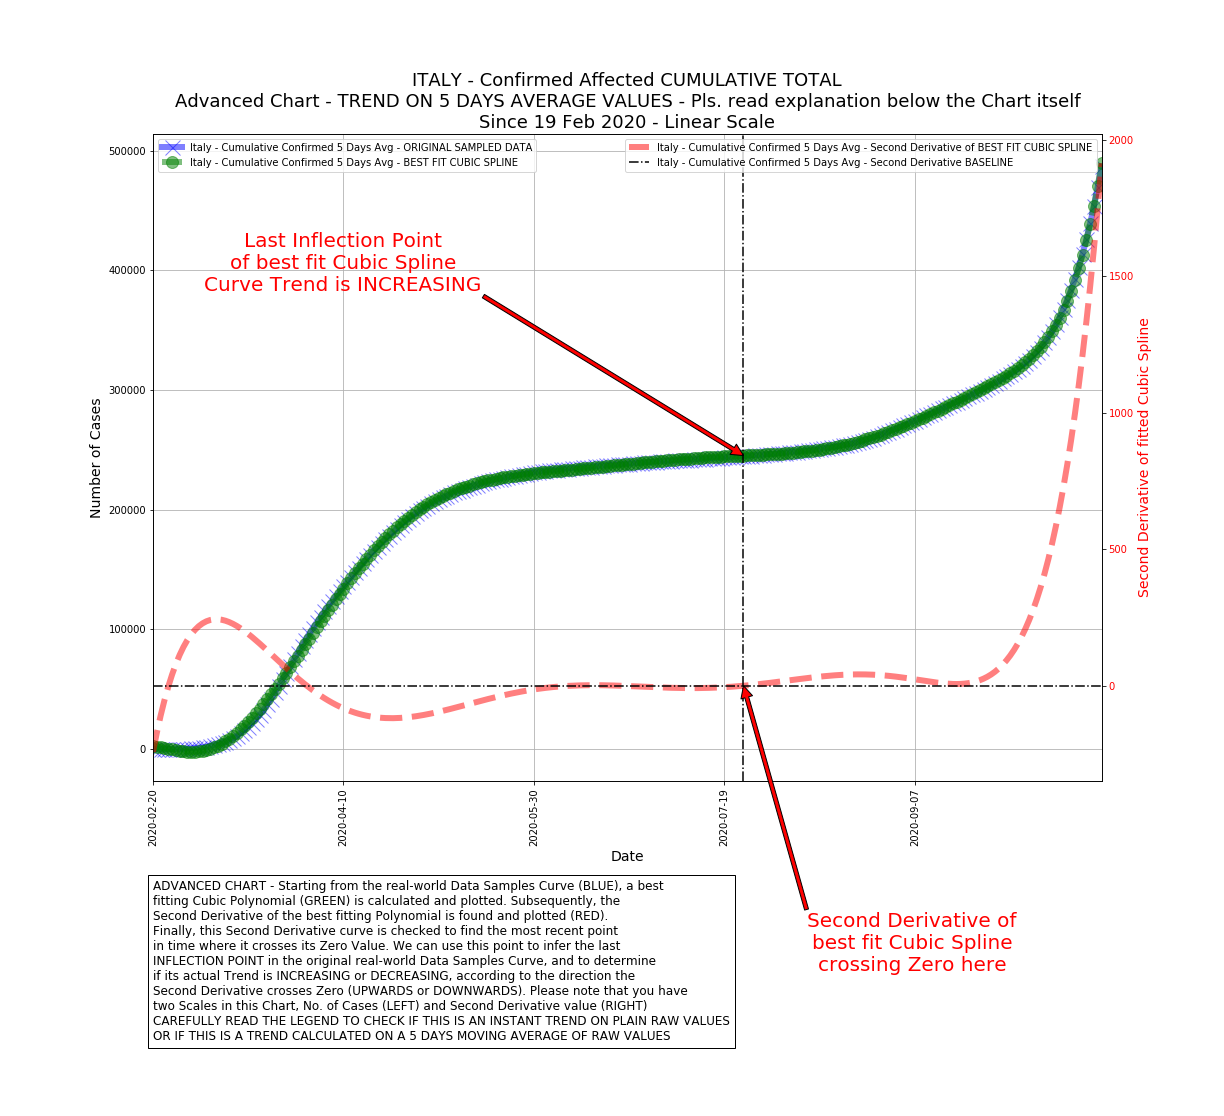 ITALY - Confirmed Affected CUMULATIVE TOTAL
Advanced Chart - TREND ON 5 DAYS AVERAGE VALUES - Pls. read explanation below the Chart itself
Since 19 Feb 2020 - Linear Scale
Italy - Cumulative Confirmed 5 Days Avg - ORIGINAL SAMPLED DATA
Italy - Cumulative Confirmed 5 Days Avg - BEST FIT CUBIC SPLINE
Italy - Cumulative Confirmed 5 Days Avg - Second Derivative of BEST FIT CUBIC SPLINE
Italy - Cumulative Confirmed 5 Days Avg - Second Derivative BASELINE
Last Inflection Point
of best fit Cubic Spline
Curve Trend is INCREASING
Number of Cases
500000
400000
300000
200000
100000
0
Second Derivative of fitted Cubic Spline
2000
1500
1000
500
0
2020-02-20
2020-04-10
2020-05-30
2020-07-19
2020-09-07
Date
ADVANCED CHART - Starting from the real-world Data Samples Curve (BLUE), a best
fitting Cubic Polynomial (GREEN) is calculated and plotted. Subsequently, the
Second Derivative of the best fitting Polynomial is found and plotted (RED).
Finally, this Second Derivative curve is checked to find the most recent point
in time where it crosses its Zero Value. We can use this point to infer the last
INFLECTION POINT in the original real-world Data Samples Curve, and to determine
if its actual Trend is INCREASING or DECREASING, according to the direction the
Second Derivative crosses Zero (UPWARDS or DOWNWARDS). Please note that you have
two Scales in this Chart, No. of Cases (LEFT) and Second Derivative value (RIGHT)
CAREFULLY READ THE LEGEND TO CHECK IF THIS IS AN INSTANT TREND ON PLAIN RAW VALUES
OR IF THIS IS A TREND CALCULATED ON A 5 DAYS MOVING AVERAGE OF RAW VALUES
Second Derivative of
best fit Cubic Spline
crossing Zero here